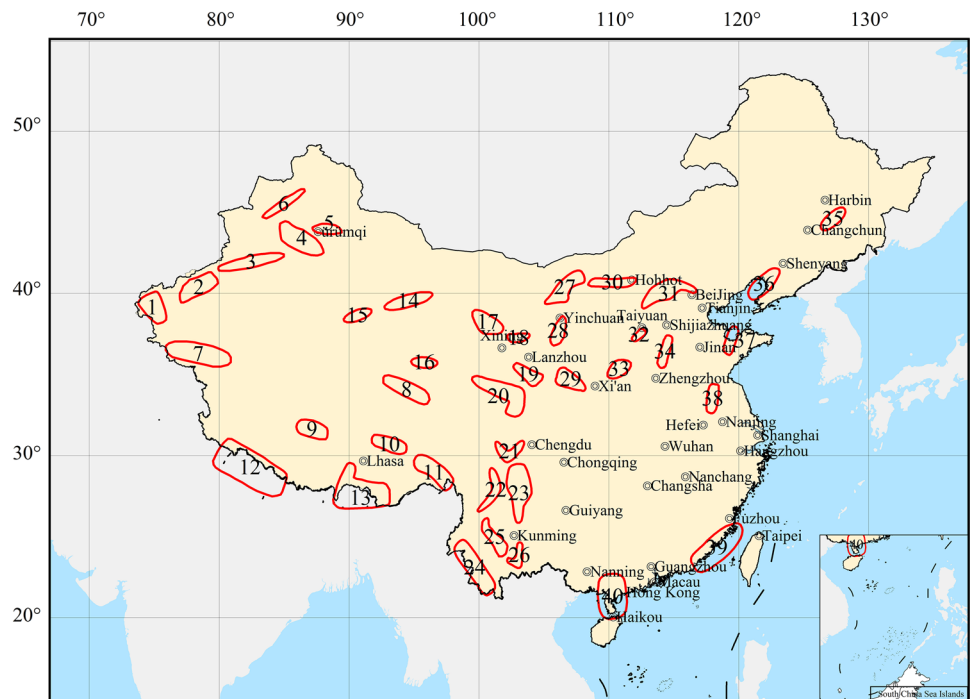 70° 80° 90° 100° 110° 120° 130°
50°
40°
30°
20°
Harbin
35
Changchun
6
5
urumqi
4
3
Shenyang
2
27
30
Hohhot
36
31
BeiJing
1
15
14
Tianjin
17
Yinchuan
Taiyuan
Shijiazhuang
28
18
32
37
Xining
7
Lanzhou
34
Jinan
16
19
29
33
8
20
Xi'an
Zhengzhou
38
9
Hefei
Nanjing
10
Shanghai
21
Chengdu
Wuhan
Hangzhou
12
Lhasa
11
Chongqing
13
22
23
Nanchang
Changsha
Guiyang
Fuzhou
25
Kunming
39
Taipei
26
24
Nanning
Guangzhou
Macau
40
Hong Kong
Haikou
40
South China Sea Islands